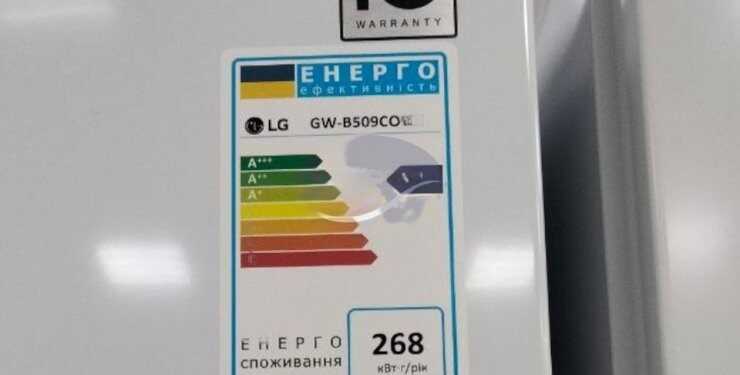 WARRANTY
ЕНЕРГО
ефективність
LG GW-B509CO
A+++
A++
A+
ЕНЕРГО
споживання
268
кВт·г/рік